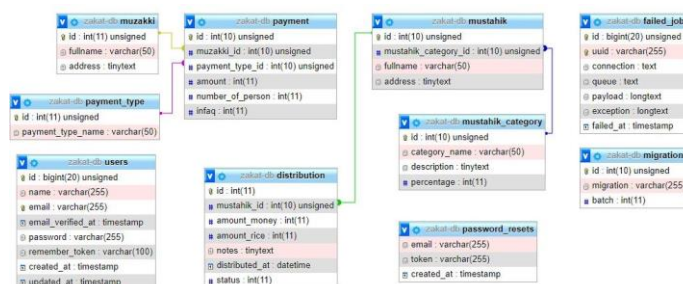 zakat-db muzakki
id : int(11) unsigned
fullname : varchar(50)
address : tinytext
zakat-db payment
id : int(10) unsigned
muzakki_id : int(10) unsigned
payment_type_id : int(10) unsigned
amount : int(11)
number_of_person : int(11)
infaq : int(11)
zakat-db mustahik
id : int(10) unsigned
mustahik_category_id : int(10) unsigned
fullname : varchar(50)
address : tinytext
zakat-db failed_job
id : bigint(20) unsigned
uuid : varchar(255)
connection : text
queue : text
payload : longtext
exception : longtext
failed_at : timestamp
zakat-db payment_type
id : int(11) unsigned
payment_type_name : varchar(50)
zakat-db mustahik_category
id : int(10) unsigned
category_name : varchar(50)
description : tinytext
percentage : int(11)
zakat-db users
id : bigint(20) unsigned
name : varchar(255)
email : varchar(255)
email_verified_at : timestamp
password : varchar(255)
remember_token : varchar(100)
created_at : timestamp
updated_at : timestamp
zakat-db distribution
id : int(11)
mustahik_id : int(10) unsigned
amount_money : int(11)
amount_rice : int(11)
notes : tinytext
distributed_at : datetime
status : int(11)
zakat-db migration
id : int(10) unsigned
migration : varchar(255
batch : int(11)
zakat-db password_resets
email : varchar(255)
token : varchar(255)
created_at : timestamp